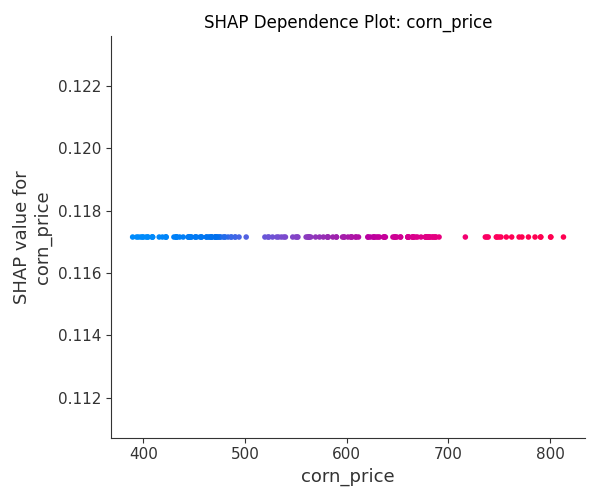 SHAP Dependence Plot: corn_price
0.122
0.120
0.118
0.116
0.114
0.112
SHAP value for
corn_price
400 500 600 700 800
corn_price